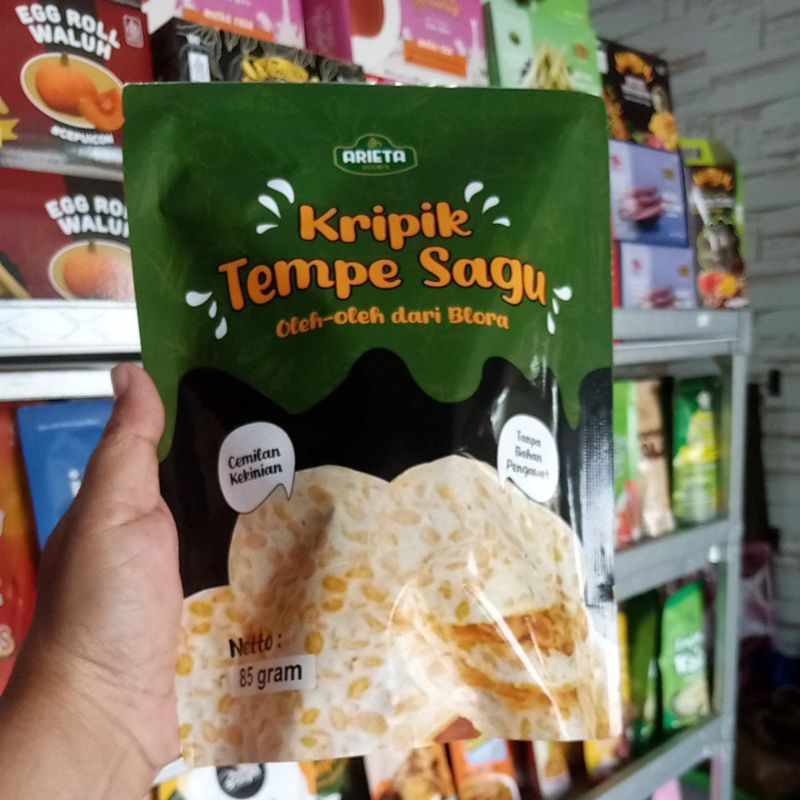 EGG ROLL
WALUH
#CEPUICON
EGG ROLL
WALUH
ARIETA
Kripik
Tempe Sagu
Oleh-oleh dari Blora
Cemilan
Kekinian
Tanpa
Bahan
Pengawet
Netto :
85 gram